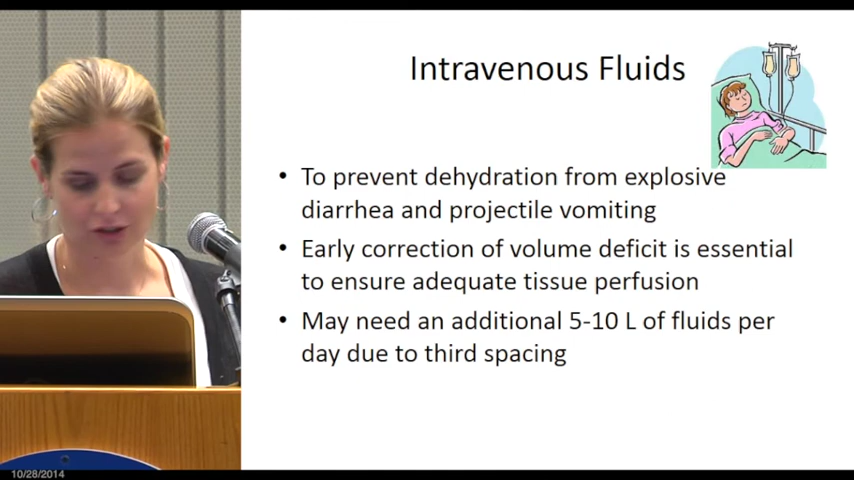 Intravenous Fluids
• To prevent dehydration from explosive
diarrhea and projectile vomiting
• Early correction of volume deficit is essential
to ensure adequate tissue perfusion
• May need an additional 5-10 L of fluids per
day due to third spacing
10/28/2014